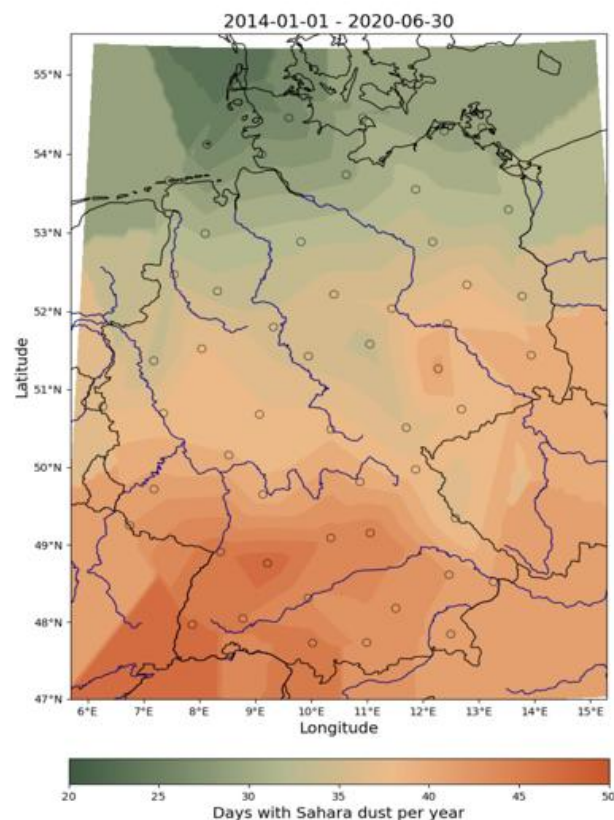 2014-01-01 - 2020-06-30
55°N
54°N
53°N
52°N
51°N
50°N
49°N
48°N
47°N
Latitude
6°E 7°E 8°E 9°E 10°E 11°E 12°E 13°E 14°E 15°E
Longitude
20 25 30 35 40 45 50
Days with Sahara dust per year